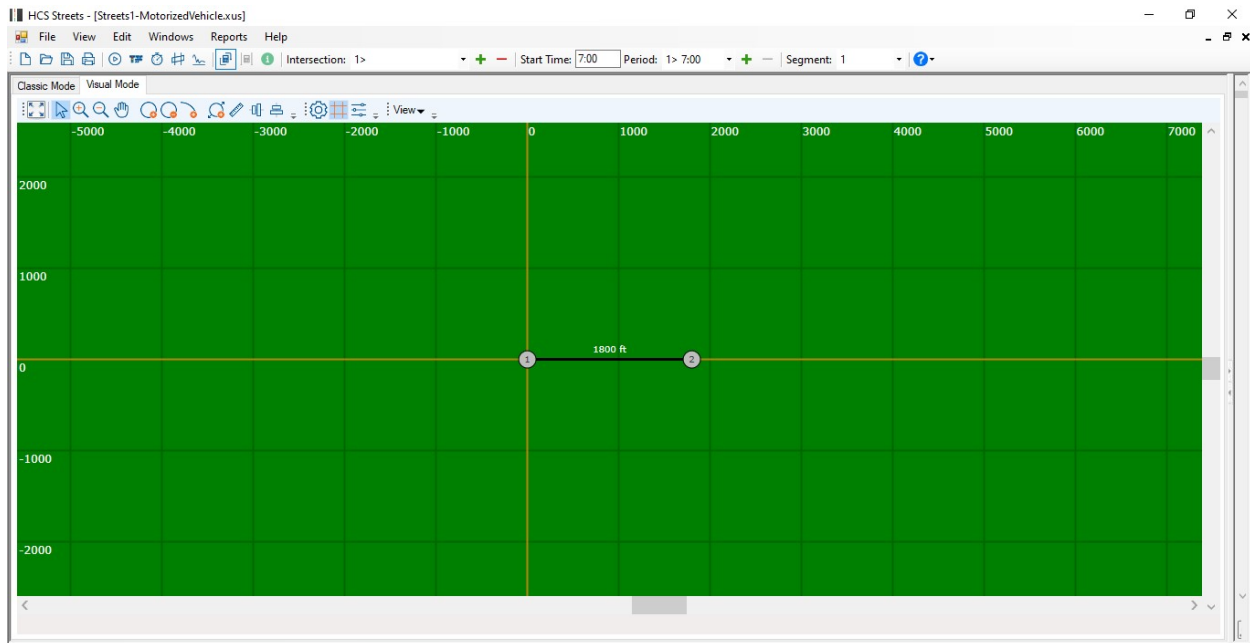 HCS Streets - [Streets1-MotorizedVehicle.xus]
File View Edit Windows Reports Help
Intersection: 1> Start Time: 7:00 Period: 1> 7:00 Segment: 1
Classic Mode Visual Mode
View
-5000 -4000 -3000 -2000 -1000 0 1000 2000 3000 4000 5000 6000 7000
2000
1000
1800 ft
1 2
0
-1000
-2000